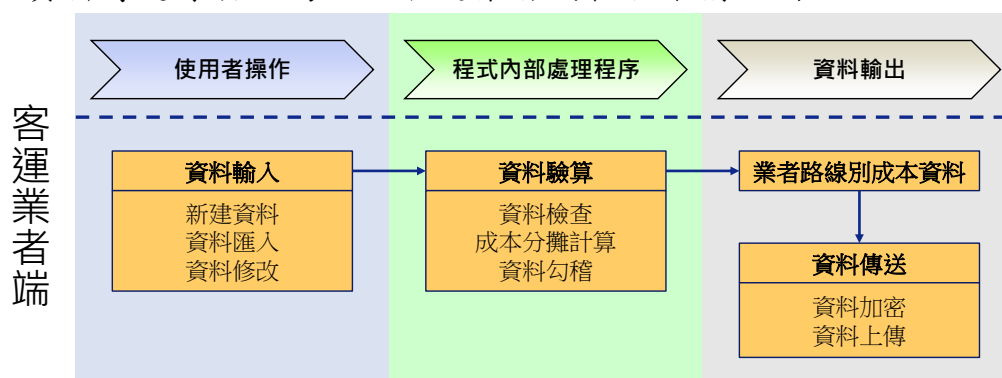 使用者操作
程式內部處理程序
資料輸出
客運業者端
資料輸入
新建資料
資料匯入
資料修改
資料驗算
資料檢查
成本分攤計算
資料勾稽
業者路線別成本資料
資料傳送
資料加密
資料上傳